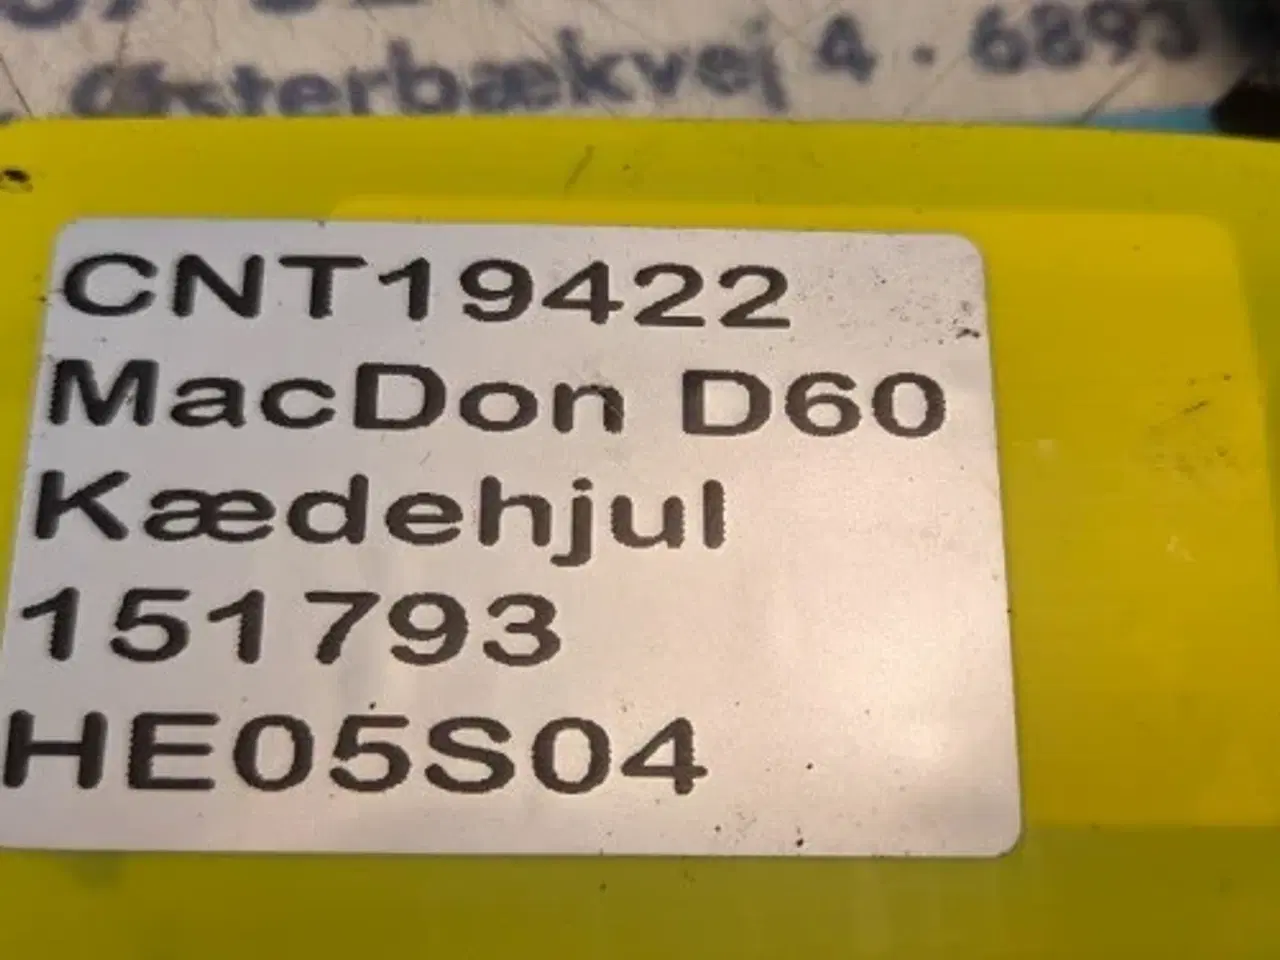 Østerbækvej 4 · 6893
CNT19422
MacDon D60
Kædehjul
151793
HE05S04